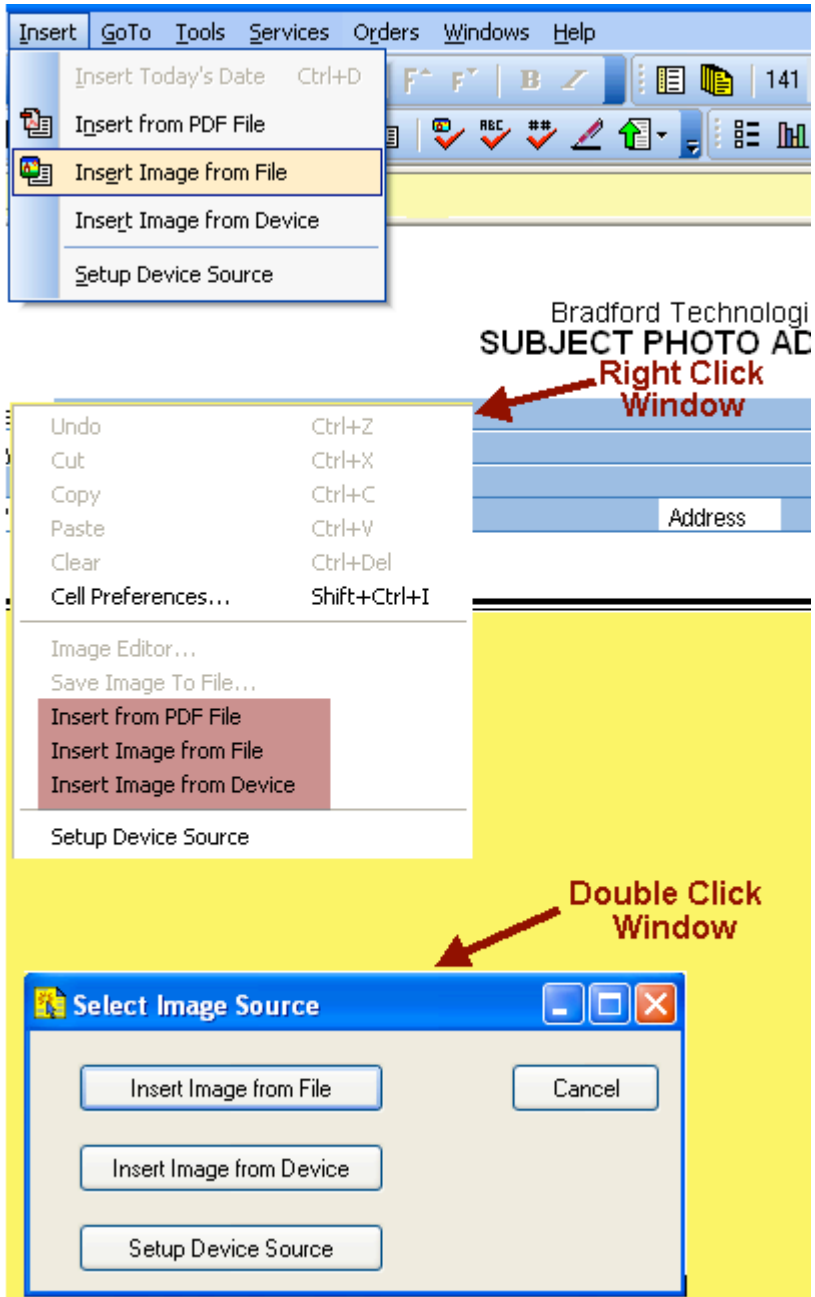 Insert GoTo Tools Services Orders Windows Help
Insert Today's Date Ctrl+D
F F B I 141
Insert from PDF File
ABC ##
Insert Image from File
Insert Image from Device
Setup Device Source
Bradford Technologi
SUBJECT PHOTO AD
Right Click
Window
Undo Ctrl+Z
Cut Ctrl+X
Copy Ctrl+C
Paste Ctrl+V
Address
Clear Ctrl+Del
Cell Preferences... Shift+Ctrl+I
Image Editor...
Save Image To File...
Insert from PDF File
Insert Image from File
Insert Image from Device
Setup Device Source
Double Click
Window
Select Image Source
Insert Image from File Cancel
Insert Image from Device
Setup Device Source